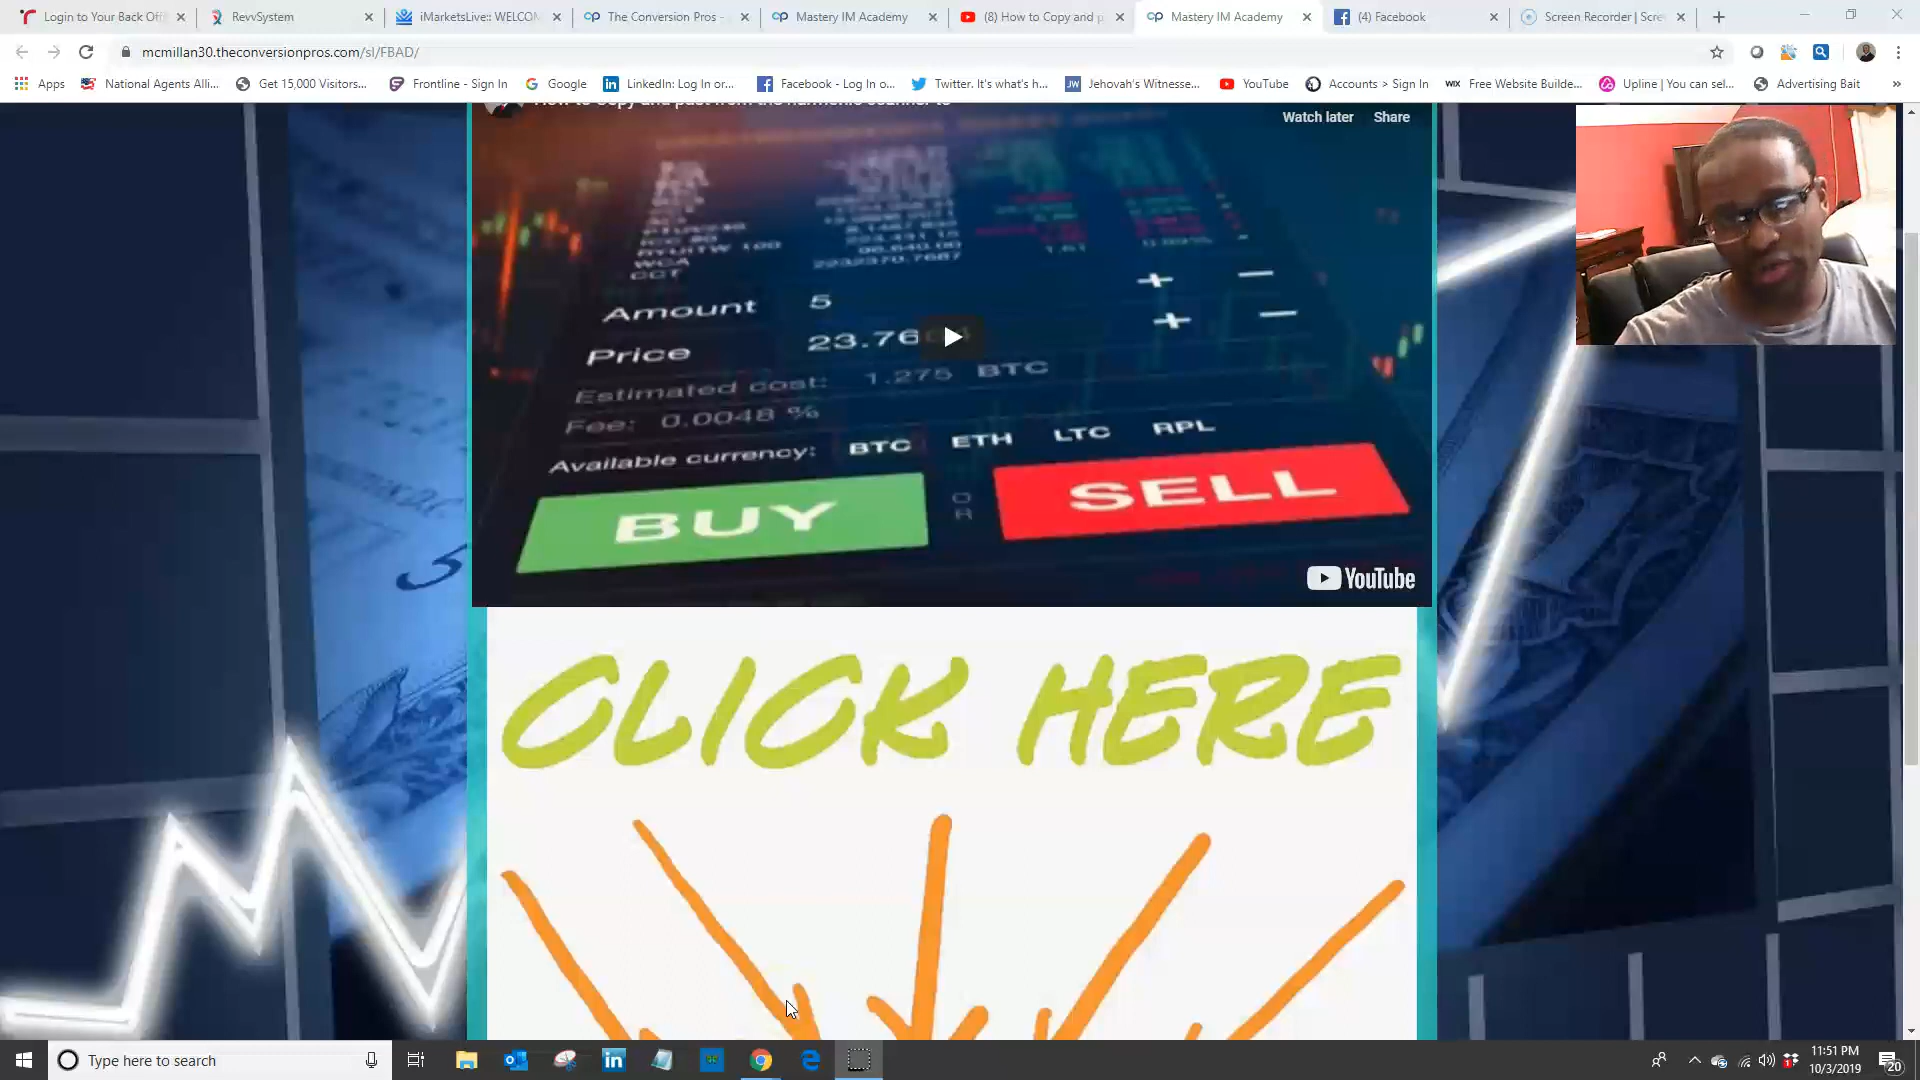 Login to Your Back Offi
RevvSystem
iMarketsLive:: WELCOM
The Conversion Pros -
Mastery IM Academy
(8) How to Copy and p
Mastery IM Academy
(4) Facebook
Screen Recorder | Scre
mcmillan30.theconversionpros.com/sl/FBAD/
Apps
National Agents Alli...
Get 15,000 Visitors...
Frontline - Sign In
Google
LinkedIn: Log In or...
Facebook - Log In o...
Twitter. It's what's h...
Jehovah's Witnesse...
YouTube
Accounts > Sign In
Free Website Builde...
Upline | You can sel...
Advertising Bait
»
Watch later
Share
Amount 5
Price 23.76
Estimated cost: 1.275 BTC
Fee: 0.0048 %
Available currency: BTC ETH LTC RPL
BUY
OR
SELL
YouTube
CLICK HERE
Type here to search
11:51 PM
10/3/2019
20